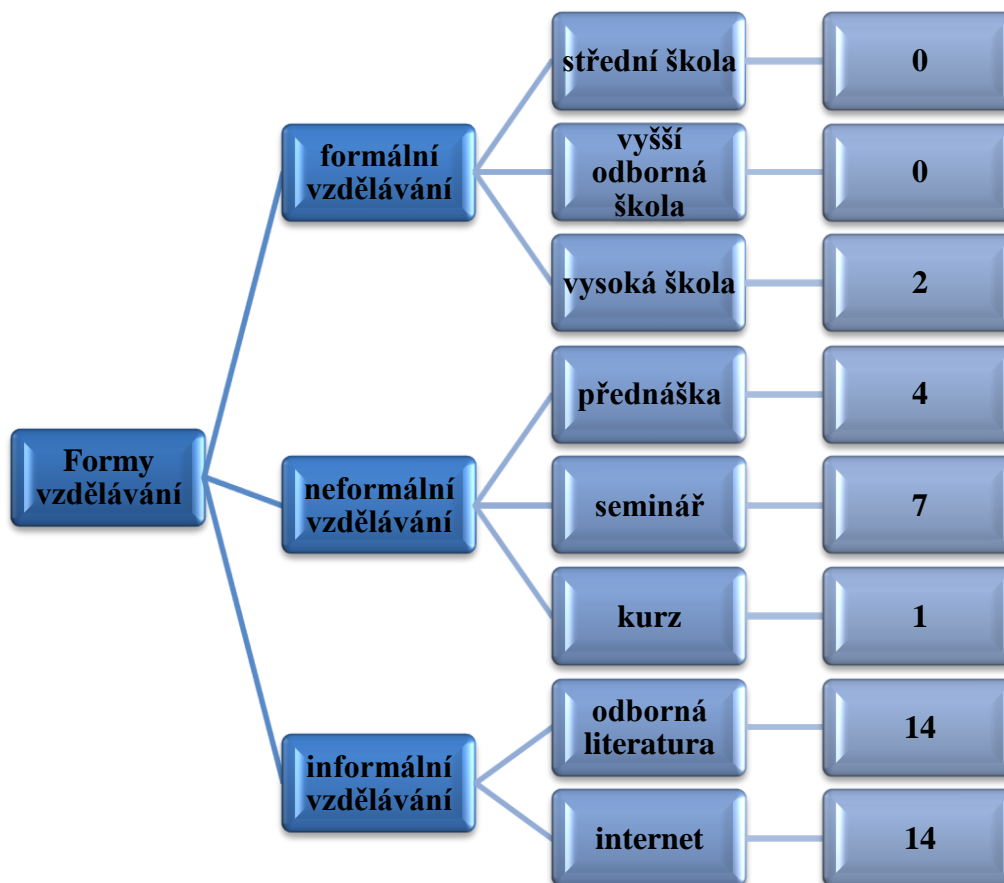 Formy
vzdělávání
formální
vzdělávání
střední škola
0
vyšší
odborná
škola
0
vysoká škola
2
neformální
vzdělávání
přednáška
4
seminář
7
kurz
1
informální
vzdělávání
odborná
literatura
14
internet
14